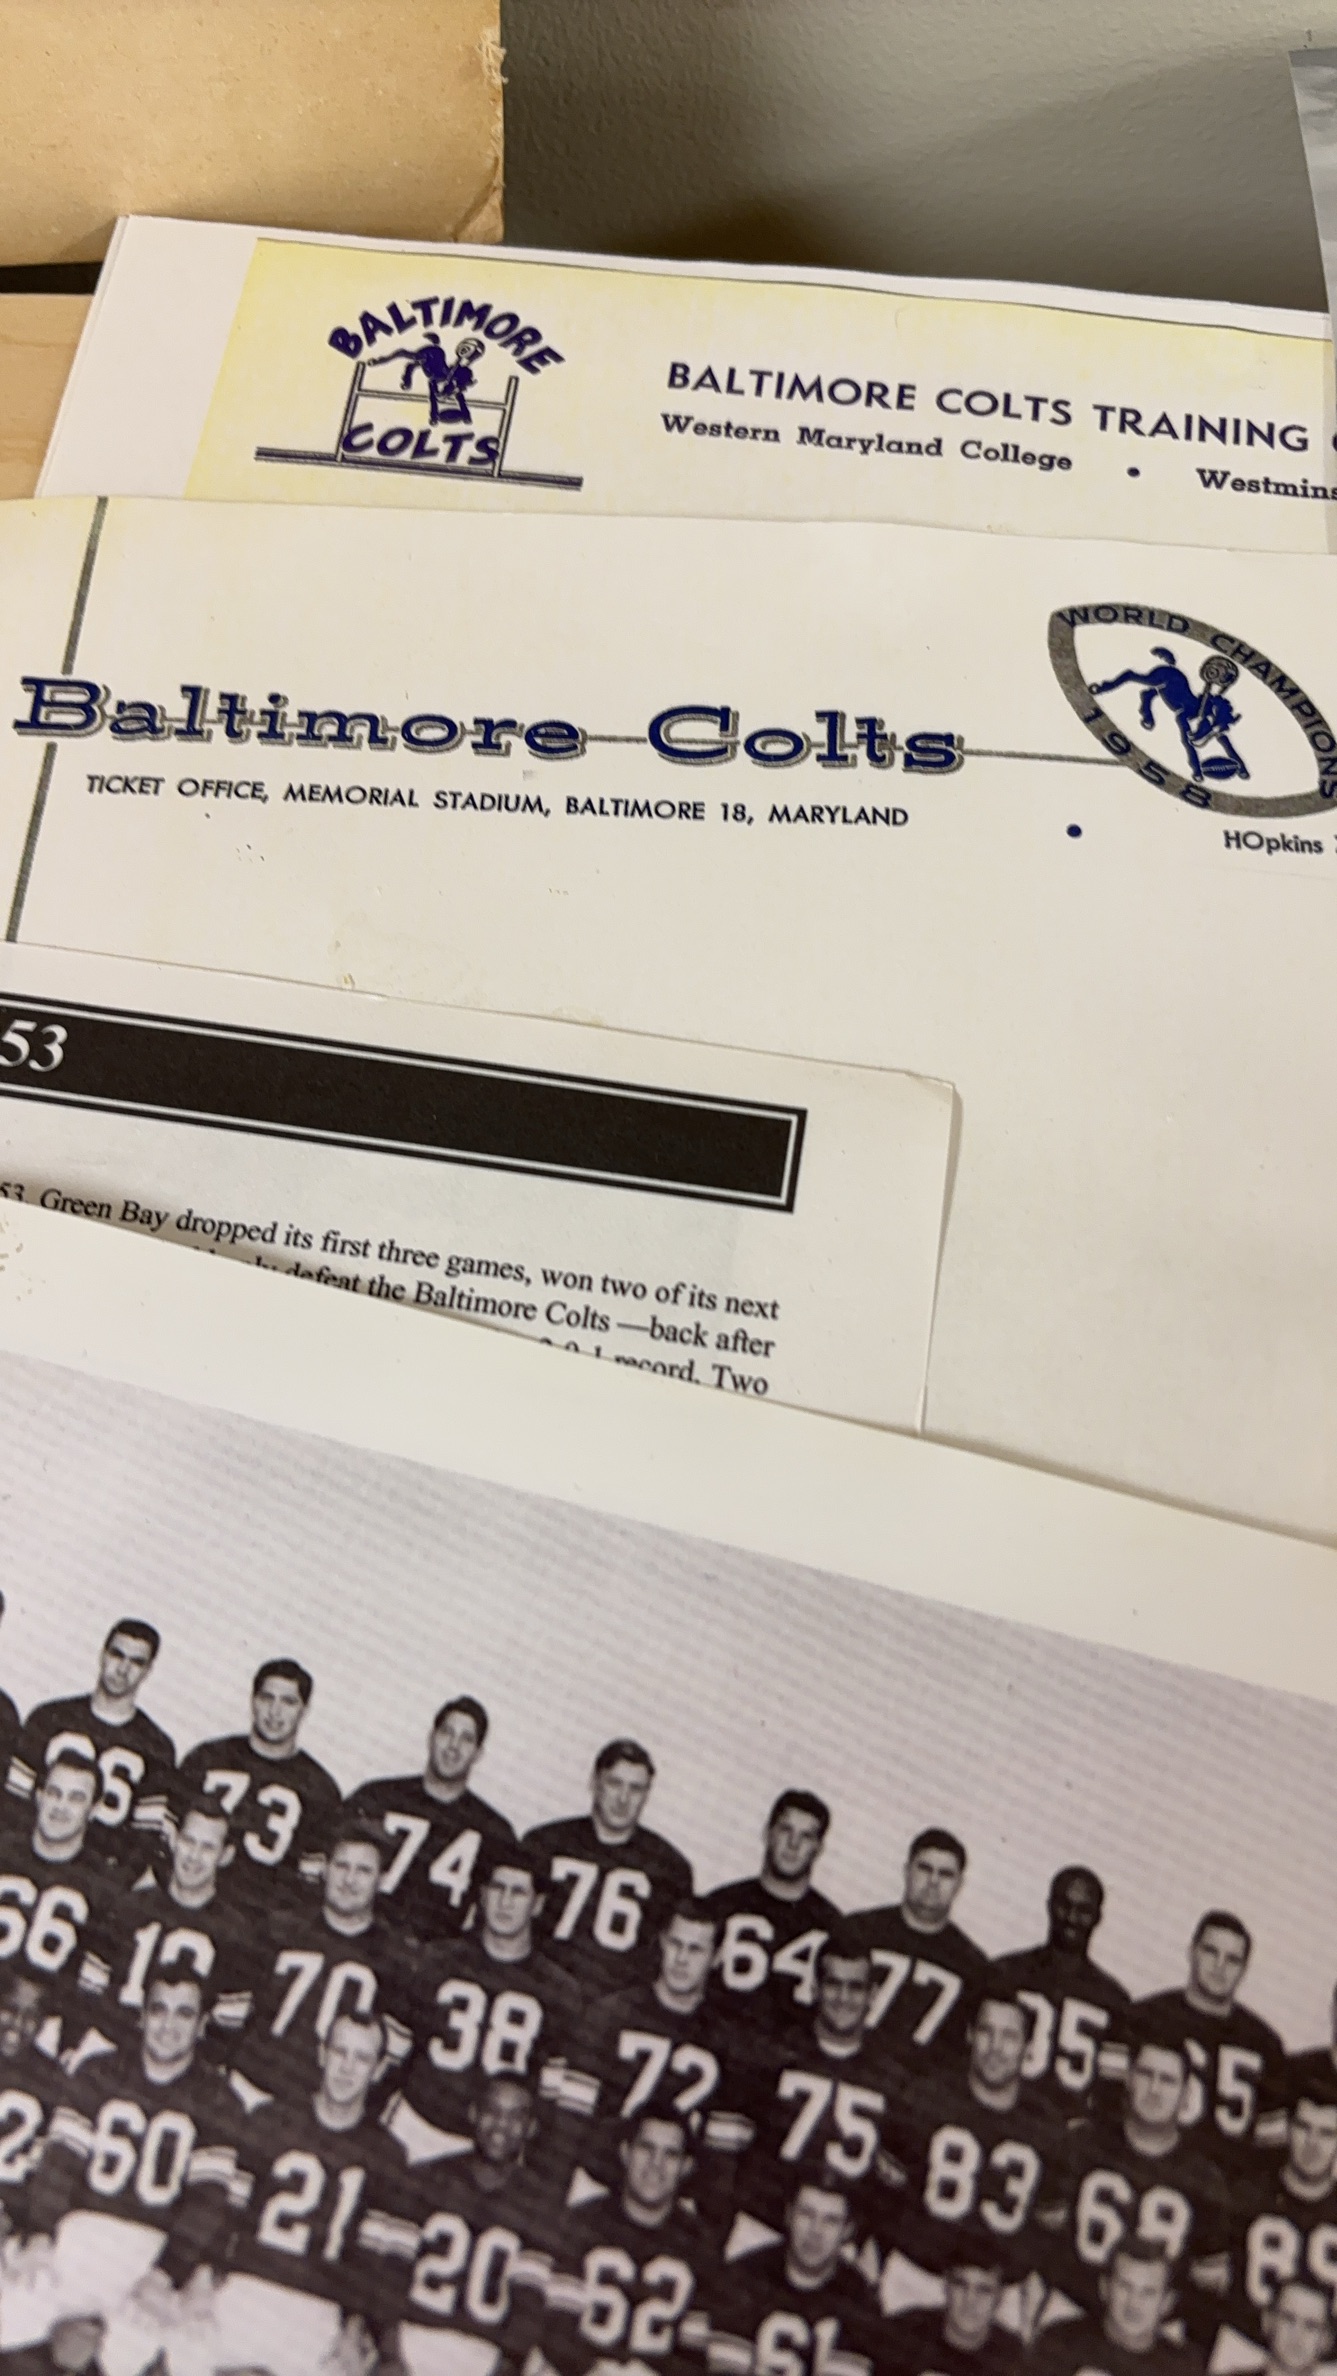 BALTIMORE
COLTS
BALTIMORE COLTS TRAINING
Western Maryland College •
Baltimore Colts
TICKET OFFICE, MEMORIAL STADIUM, BALTIMORE 18, MARYLAND •
WORLD CHAMPIONS
1958
HOpkins
53
53. Green Bay dropped its first three games, won two of its next
defeat the Baltimore Colts —back after
record. Two
73 74 76 64 77
66 70 38 72 75 83 69 89
60 21 20 62 61